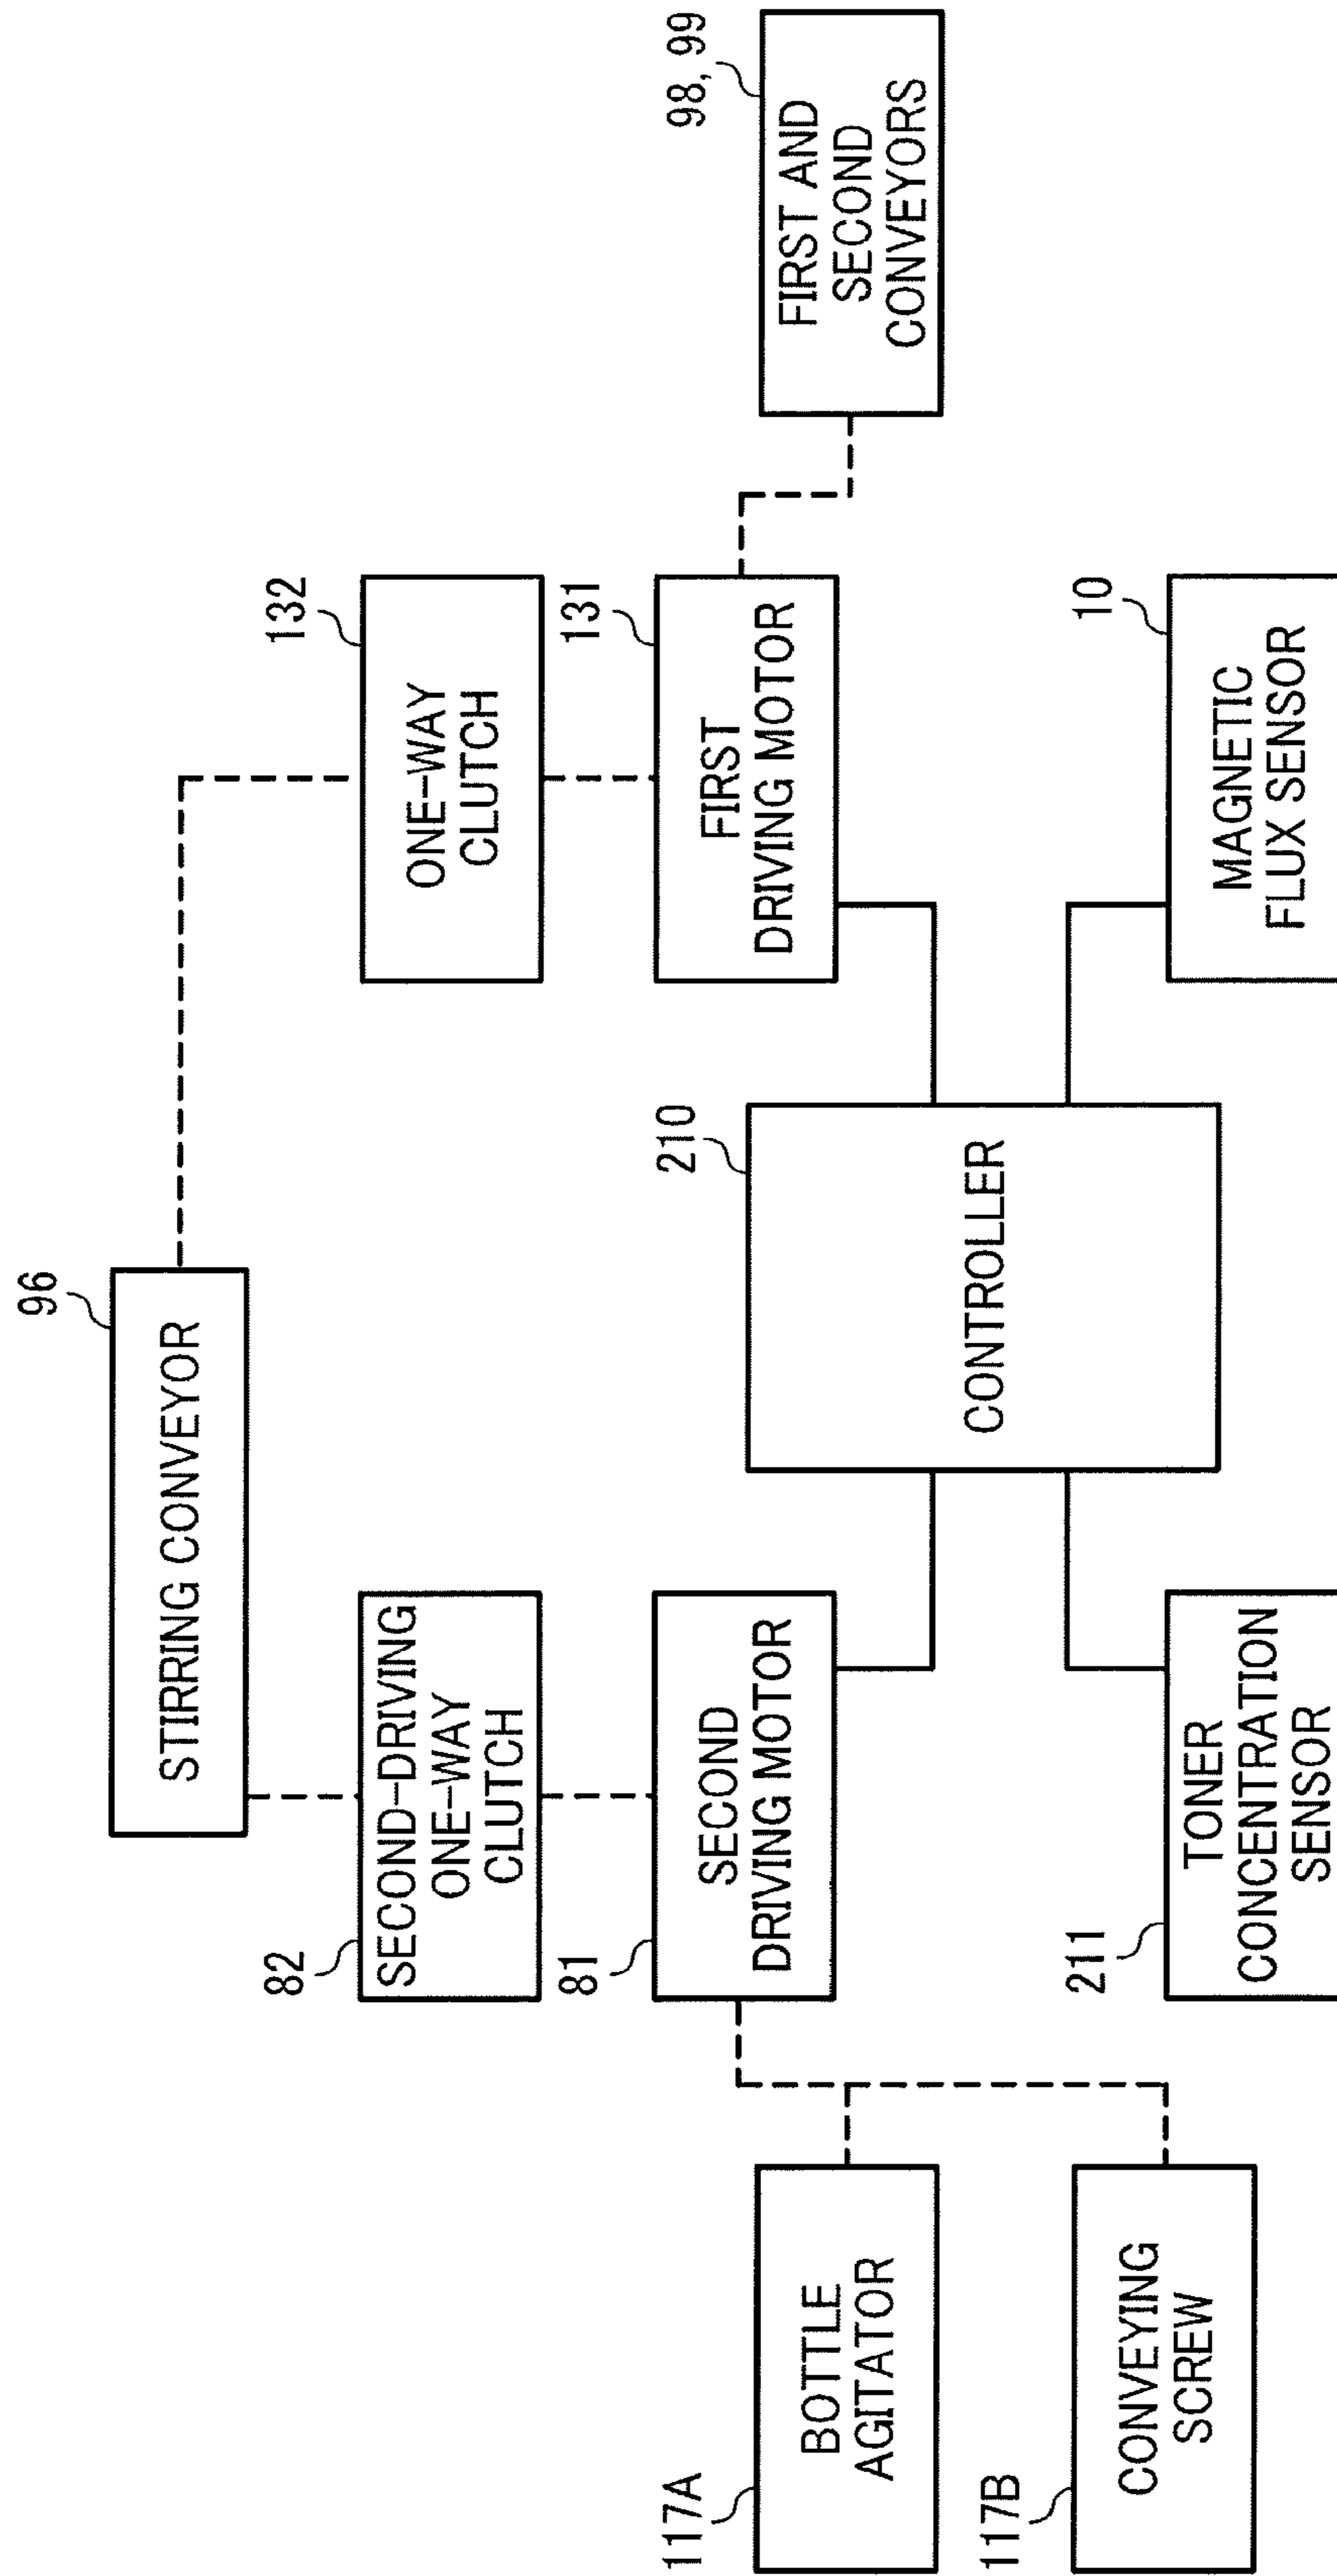 96
STIRRING CONVEYOR
82
SECOND-DRIVING
ONE-WAY
CLUTCH
132
ONE-WAY
CLUTCH
81
SECOND
DRIVING MOTOR
131
FIRST
DRIVING MOTOR
98, 99
FIRST AND
SECOND
CONVEYORS
117A
BOTTLE
AGITATOR
210
CONTROLLER
117B
CONVEYING
SCREW
211
TONER
CONCENTRATION
SENSOR
10
MAGNETIC
FLUX SENSOR